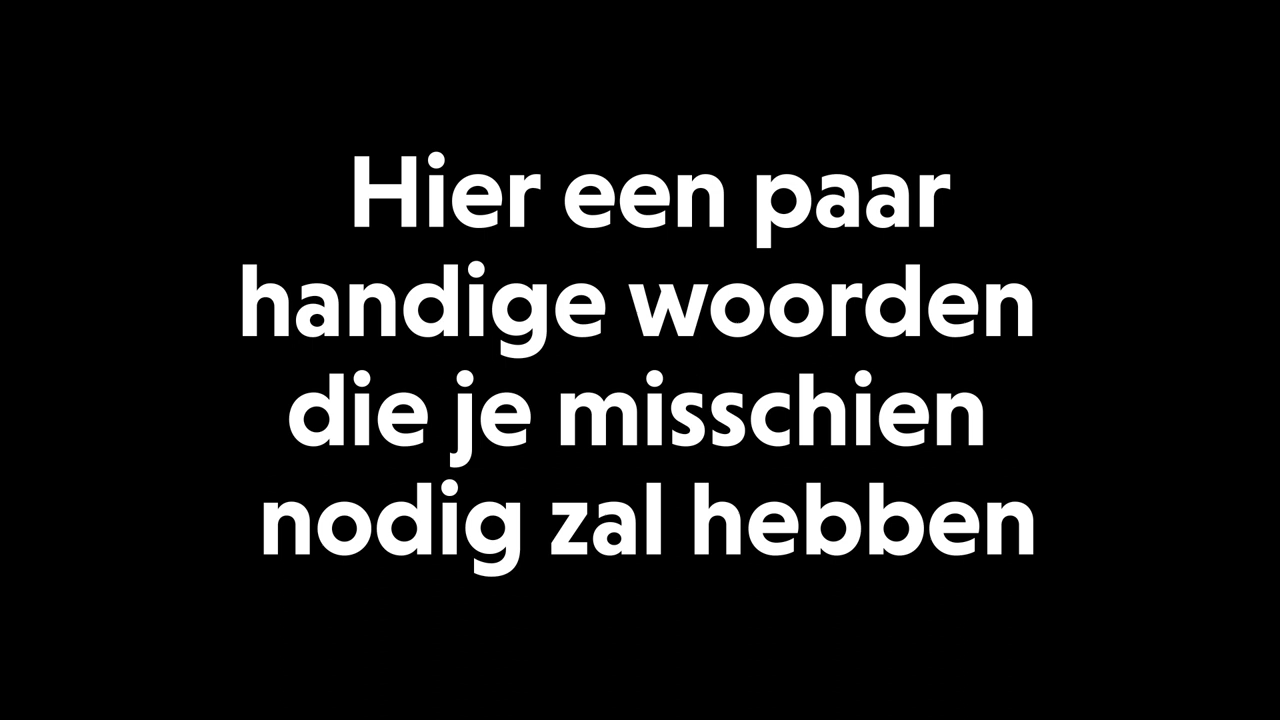 Hier een paar
handige woorden
die je misschien
nodig zal hebben